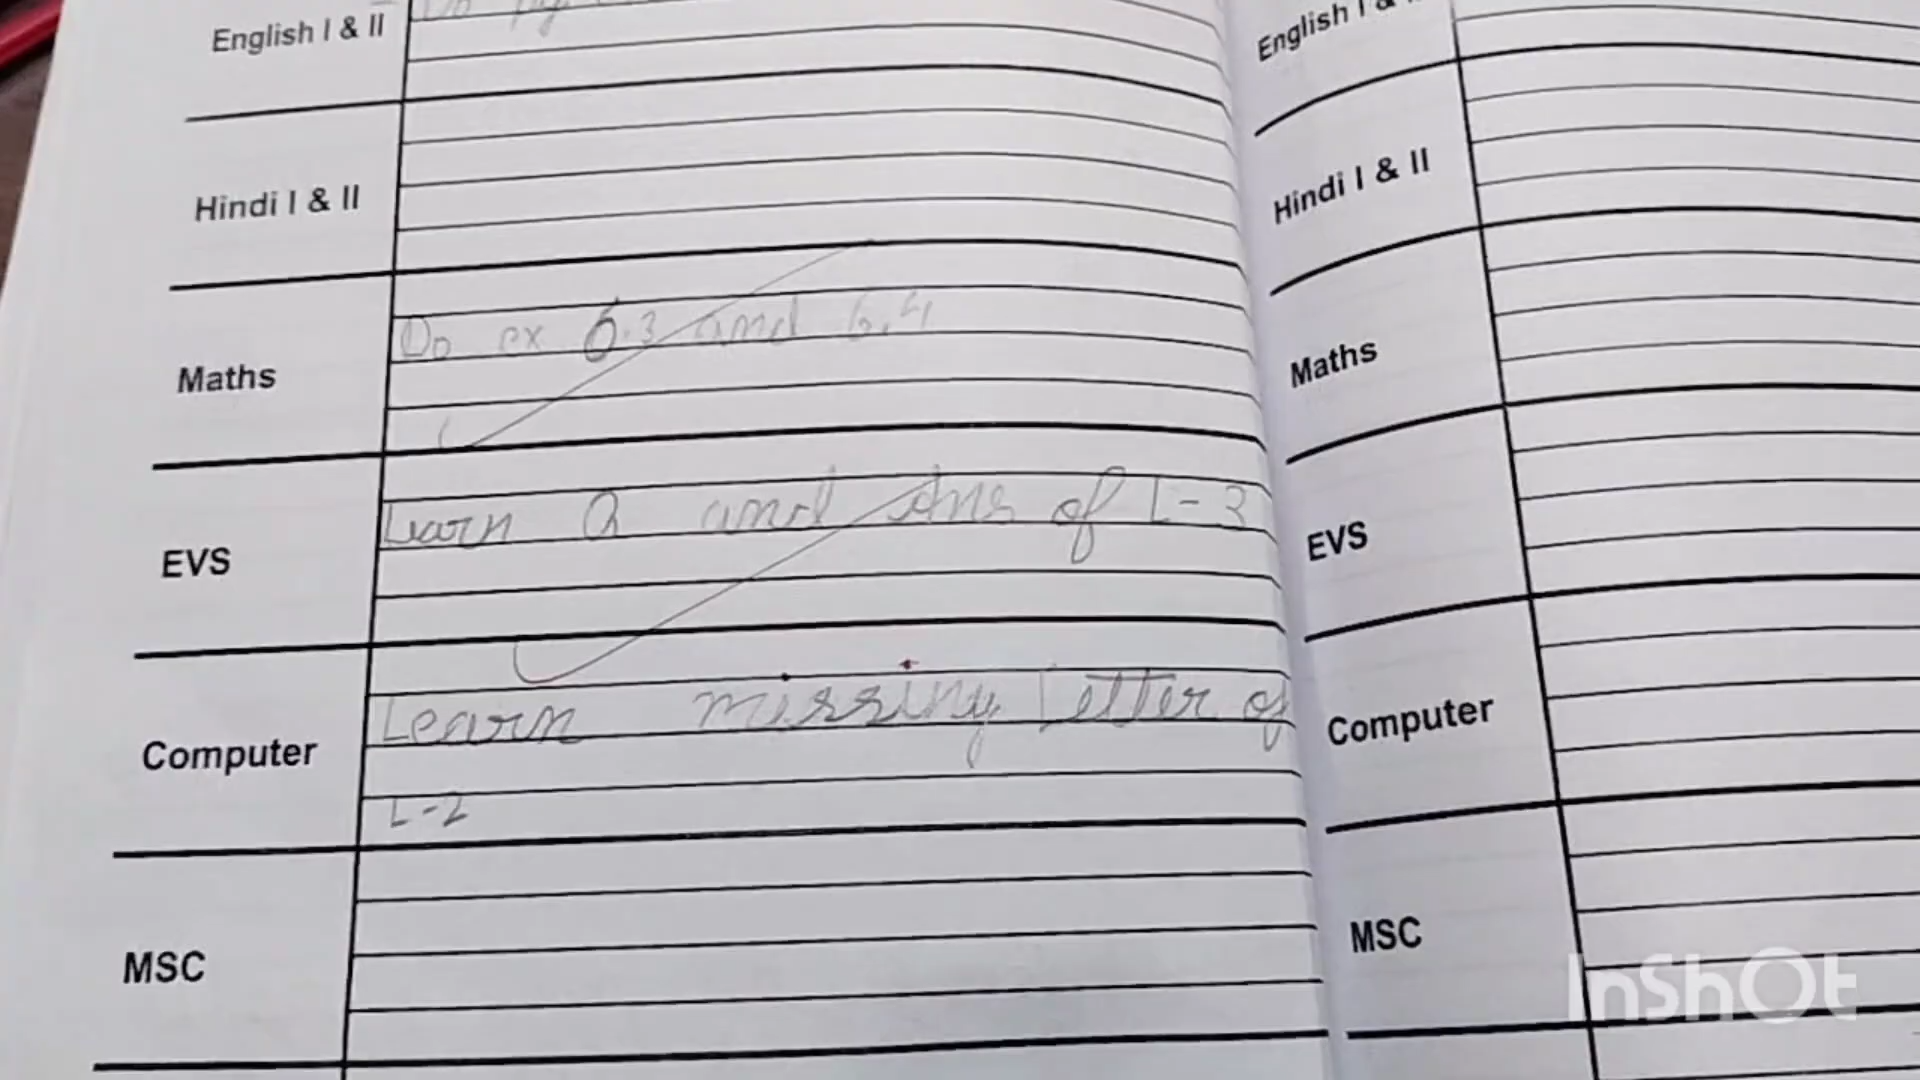 English I & II
Do
Hindi I & II
Maths
Do ex 6.3 and 6.4
EVS
Learn Q and Ans of L-3
Computer
Learn missing Letter of
L-2
MSC
English I &
Hindi I & II
Maths
EVS
Computer
MSC
InShOt